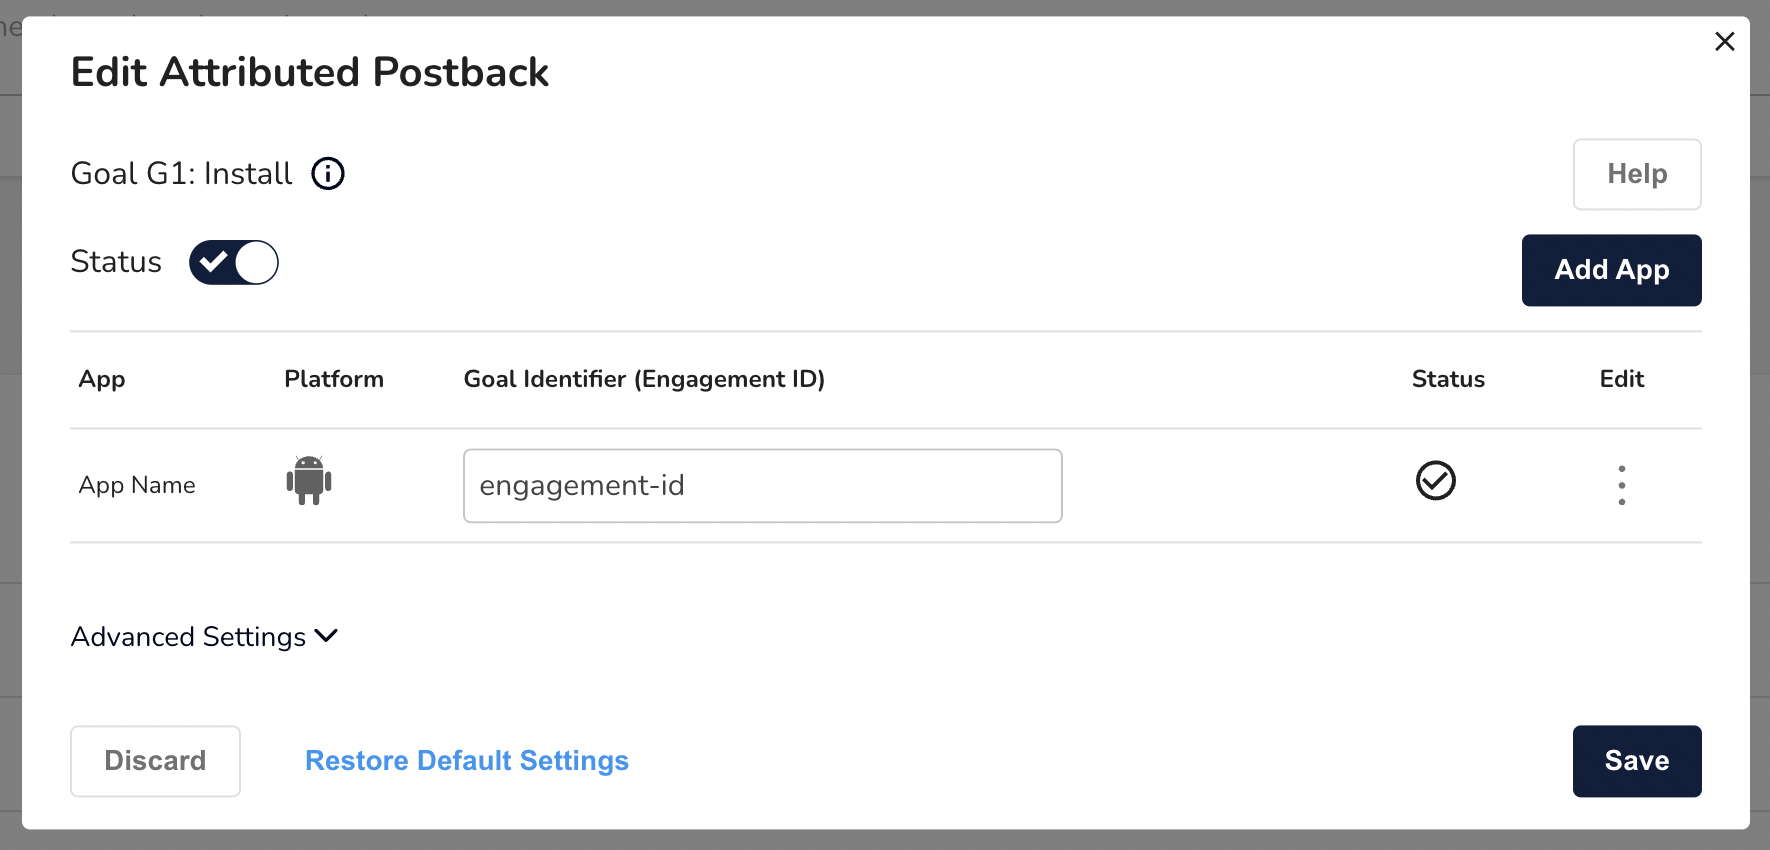 Edit Attributed Postback
Goal G1: Install
Help
Status
Add App
App Platform Goal Identifier (Engagement ID) Status Edit
App Name engagement-id
Advanced Settings
Discard Restore Default Settings Save